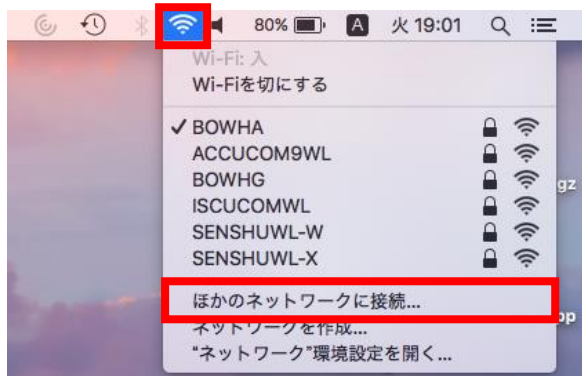 80% A 火 19:01
Wi-Fi: 入
Wi-Fiを切にする
✓ BOWHA
ACCUCOM9WL
BOWHG
gz
ISCUCOMWL
SENSHUWL-W
SENSHUWL-X
ほかのネットワークに接続...
pp
ネットワークを作成...
“ネットワーク”環境設定を開く...